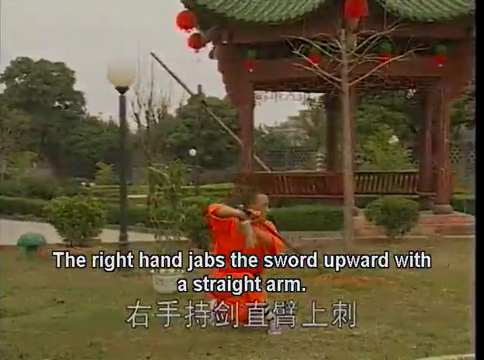 The right hand jabs the sword upward with
a straight arm.
右手持剑直臂上刺